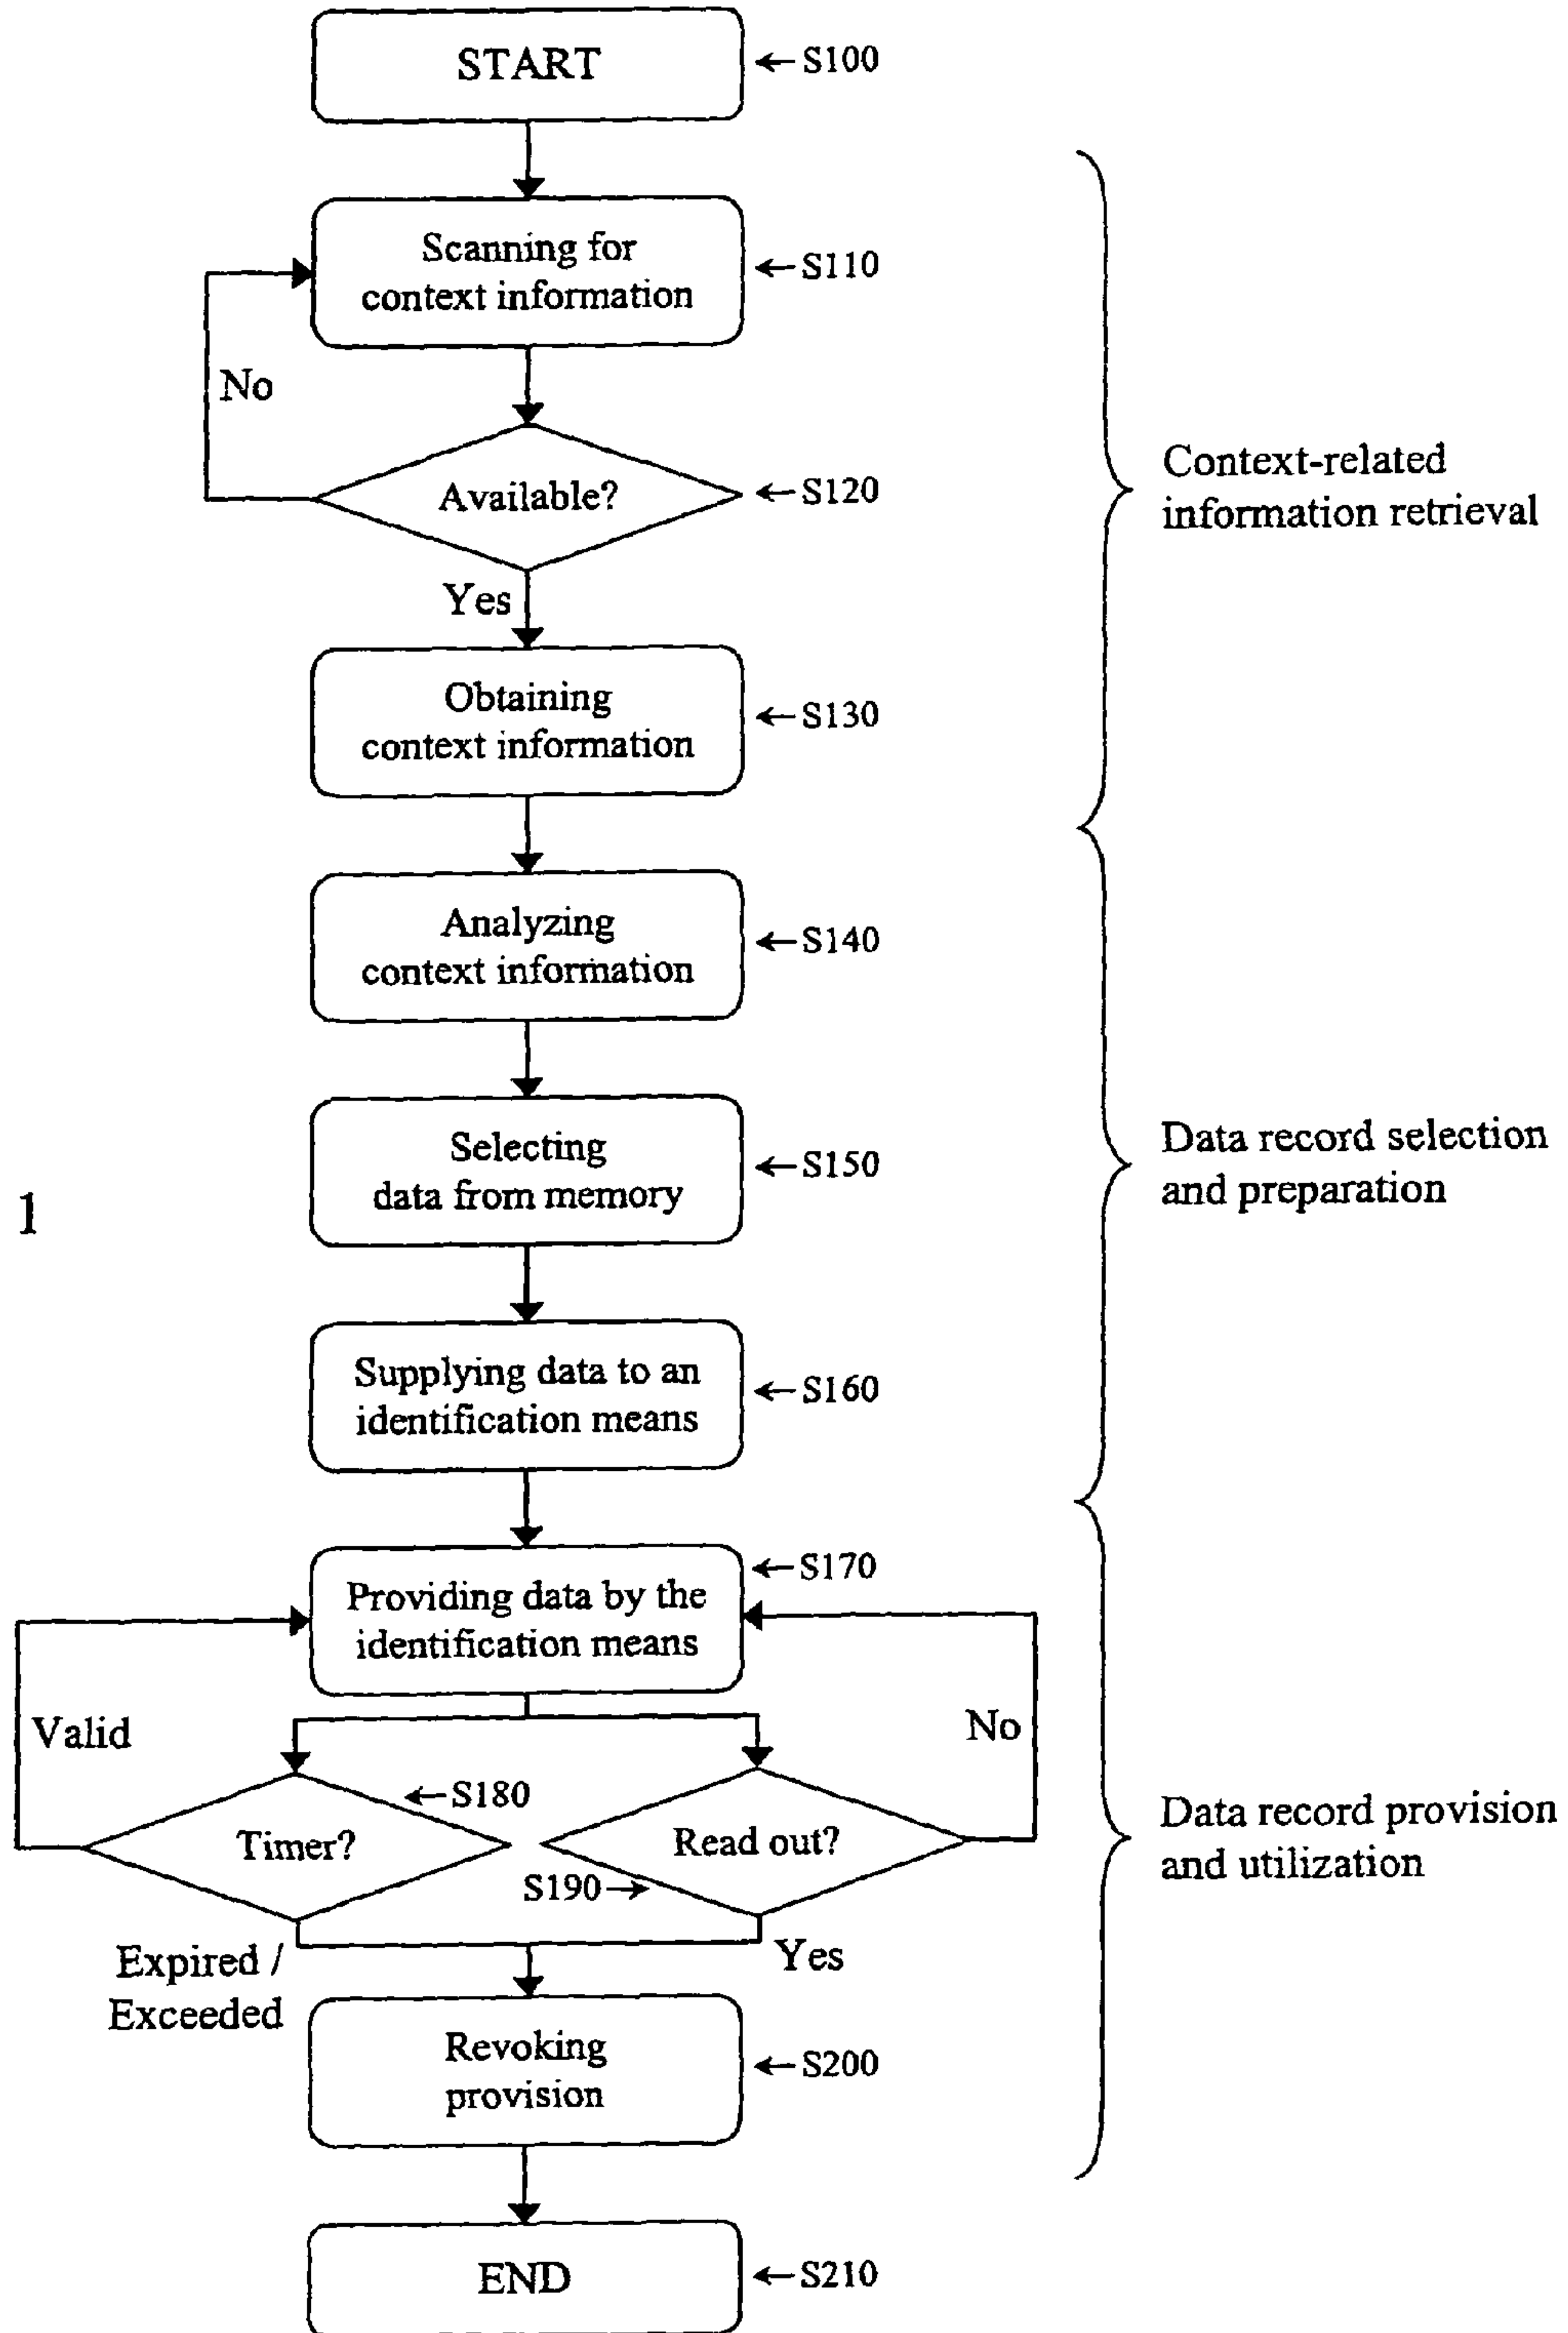 START
←S100
Scanning for
context information
←S110
No
Available?
←S120
Context-related
information retrieval
Yes
Obtaining
context information
←S130
Analyzing
context information
←S140
Selecting
data from memory
←S150
Data record selection
and preparation
1
Supplying data to an
identification means
←S160
Providing data by the
identification means
←S170
Valid
No
Timer?
←S180
Read out?
S190→
Data record provision
and utilization
Expired /
Exceeded
Yes
Revoking
provision
←S200
END
←S210